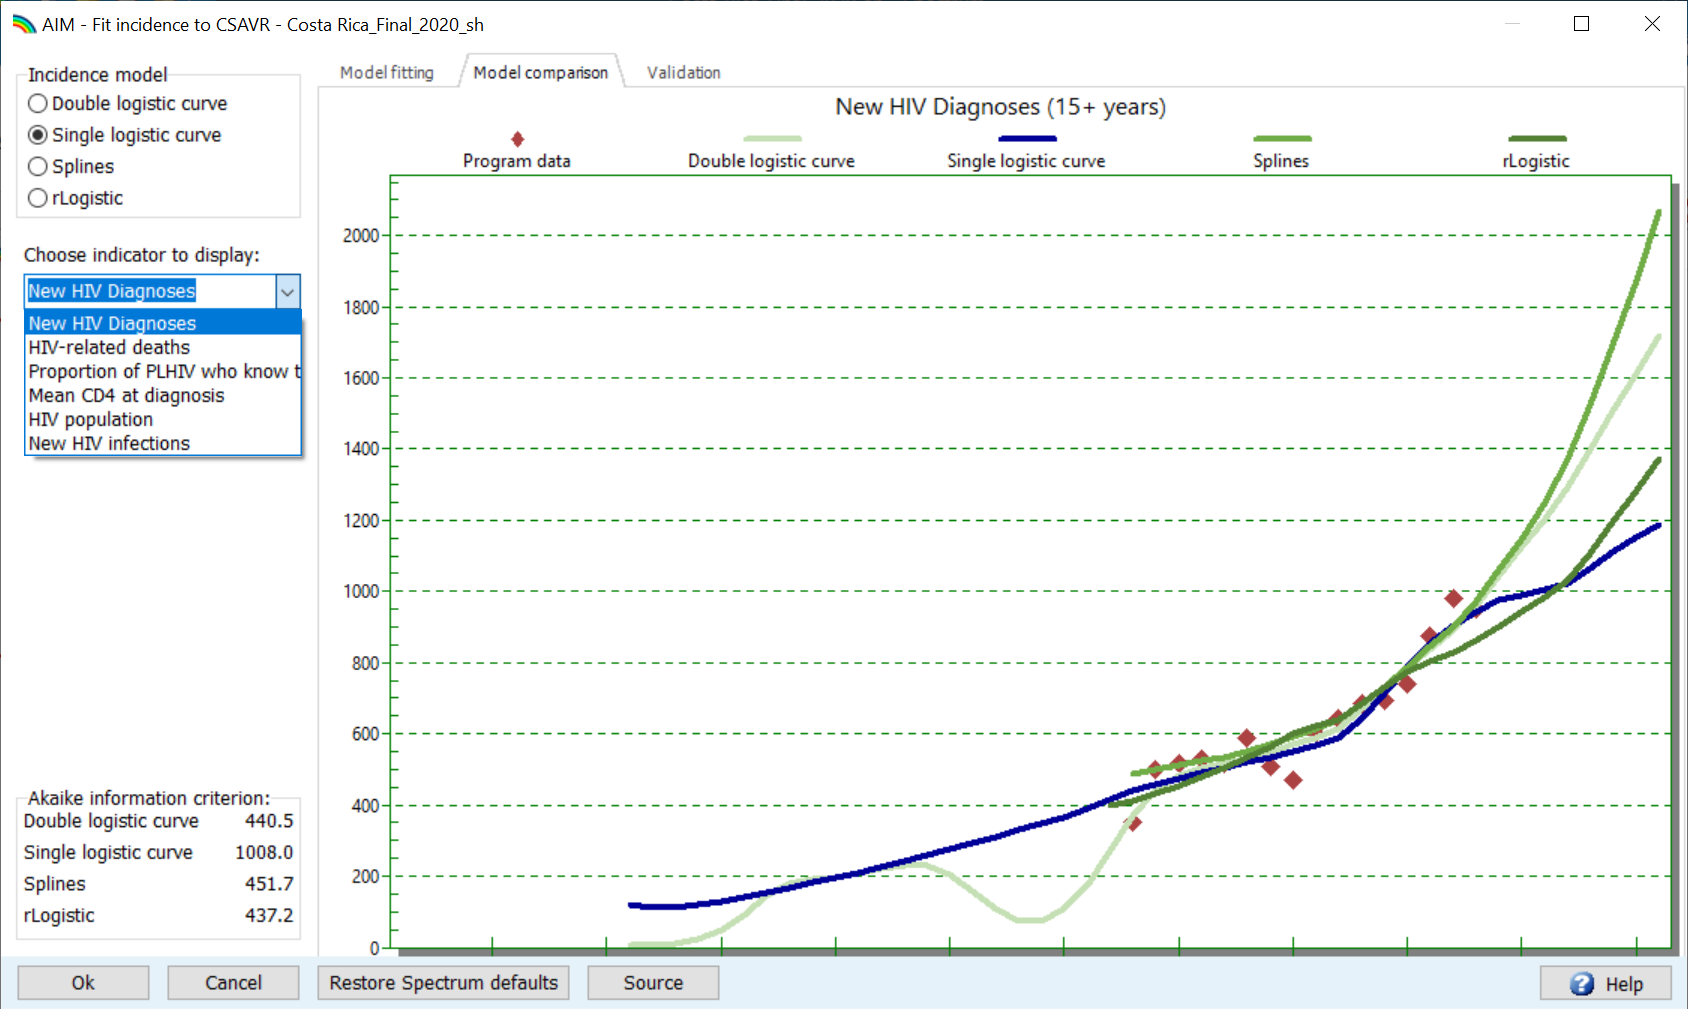 AIM - Fit incidence to CSAVR - Costa Rica_Final_2020_sh
Incidence model
Double logistic curve
Single logistic curve
Splines
rLogistic
Choose indicator to display:
New HIV Diagnoses
New HIV Diagnoses
HIV-related deaths
Proportion of PLHIV who know t
Mean CD4 at diagnosis
HIV population
New HIV infections
Akaike information criterion:
Double logistic curve 440.5
Single logistic curve 1008.0
Splines 451.7
rLogistic 437.2
Model fitting Model comparison Validation
New HIV Diagnoses (15+ years)
Program data Double logistic curve Single logistic curve Splines rLogistic
2000
1800
1600
1400
1200
1000
800
600
400
200
0
Ok Cancel Restore Spectrum defaults Source Help